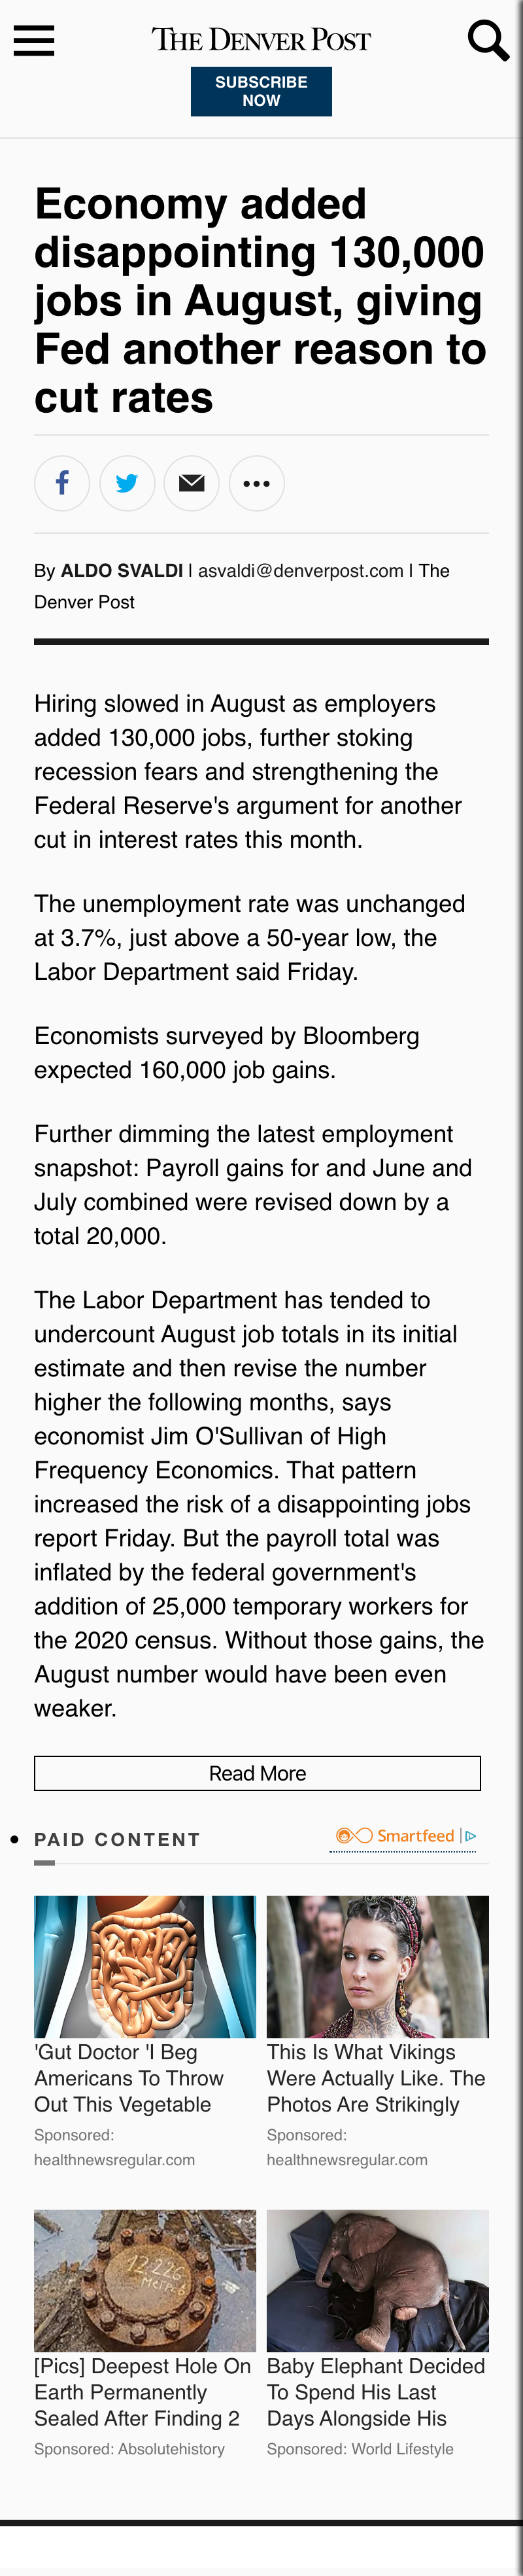 THE DENVER POST
SUBSCRIBE
NOW
Economy added
disappointing 130,000
jobs in August, giving
Fed another reason to
cut rates
By ALDO SVALDI | asvaldi@denverpost.com | The
Denver Post
Hiring slowed in August as employers
added 130,000 jobs, further stoking
recession fears and strengthening the
Federal Reserve's argument for another
cut in interest rates this month.
The unemployment rate was unchanged
at 3.7%, just above a 50-year low, the
Labor Department said Friday.
Economists surveyed by Bloomberg
expected 160,000 job gains.
Further dimming the latest employment
snapshot: Payroll gains for and June and
July combined were revised down by a
total 20,000.
The Labor Department has tended to
undercount August job totals in its initial
estimate and then revise the number
higher the following months, says
economist Jim O'Sullivan of High
Frequency Economics. That pattern
increased the risk of a disappointing jobs
report Friday. But the payroll total was
inflated by the federal government's
addition of 25,000 temporary workers for
the 2020 census. Without those gains, the
August number would have been even
weaker.
Read More
PAID CONTENT
Smartfeed
'Gut Doctor 'I Beg
Americans To Throw
Out This Vegetable
Sponsored:
healthnewsregular.com
This Is What Vikings
Were Actually Like. The
Photos Are Strikingly
Sponsored:
healthnewsregular.com
12.226
[Pics] Deepest Hole On
Earth Permanently
Sealed After Finding 2
Sponsored: Absolutehistory
Baby Elephant Decided
To Spend His Last
Days Alongside His
Sponsored: World Lifestyle